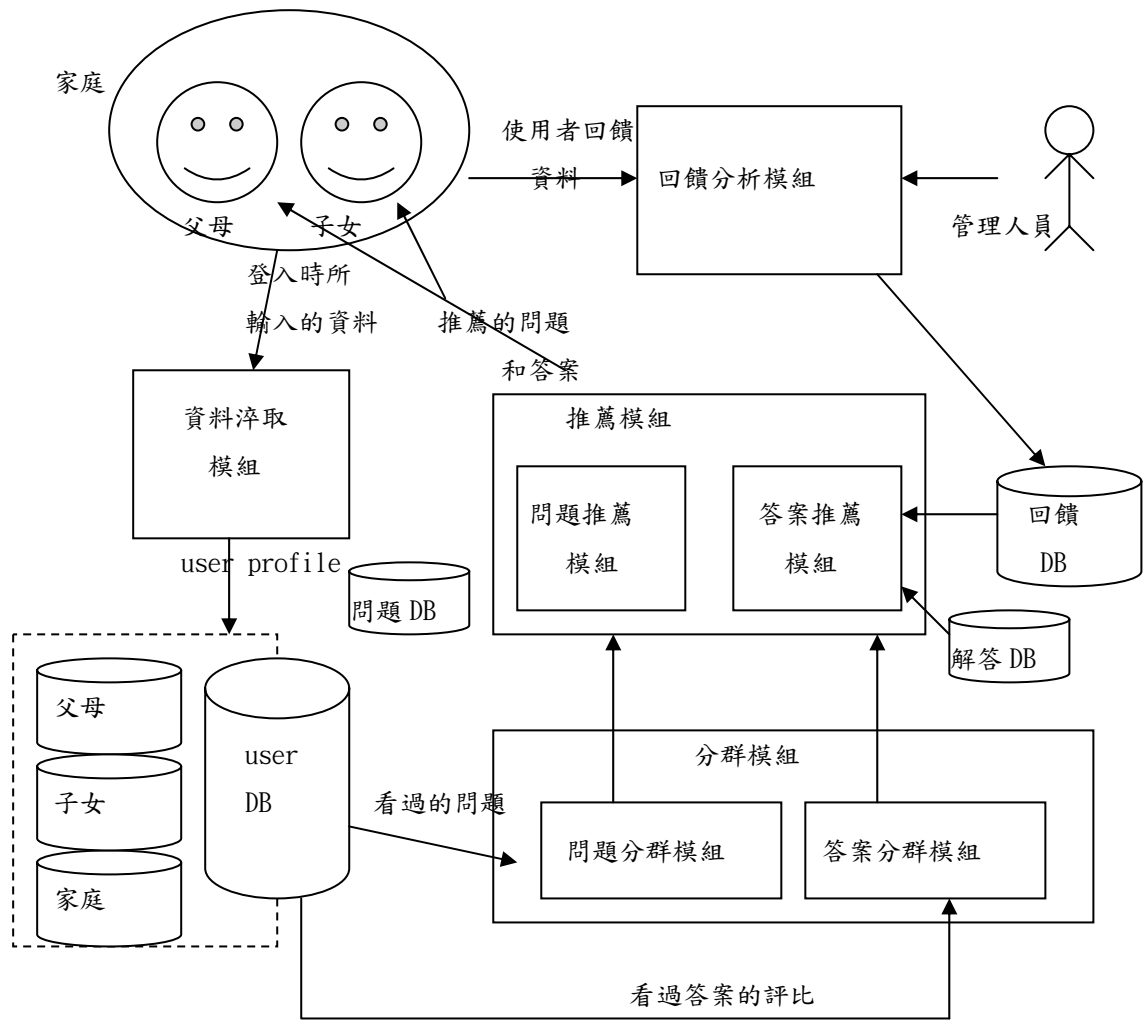 家庭
父母
子女
使用者回饋
資料
回饋分析模組
管理人員
登入時所
輸入的資料
推薦的問題
和答案
資料淬取
模組
推薦模組
問題推薦
模組
答案推薦
模組
回饋
DB
user profile
問題 DB
解答 DB
父母
子女
家庭
user
DB
看過的問題
分群模組
問題分群模組
答案分群模組
看過答案的評比